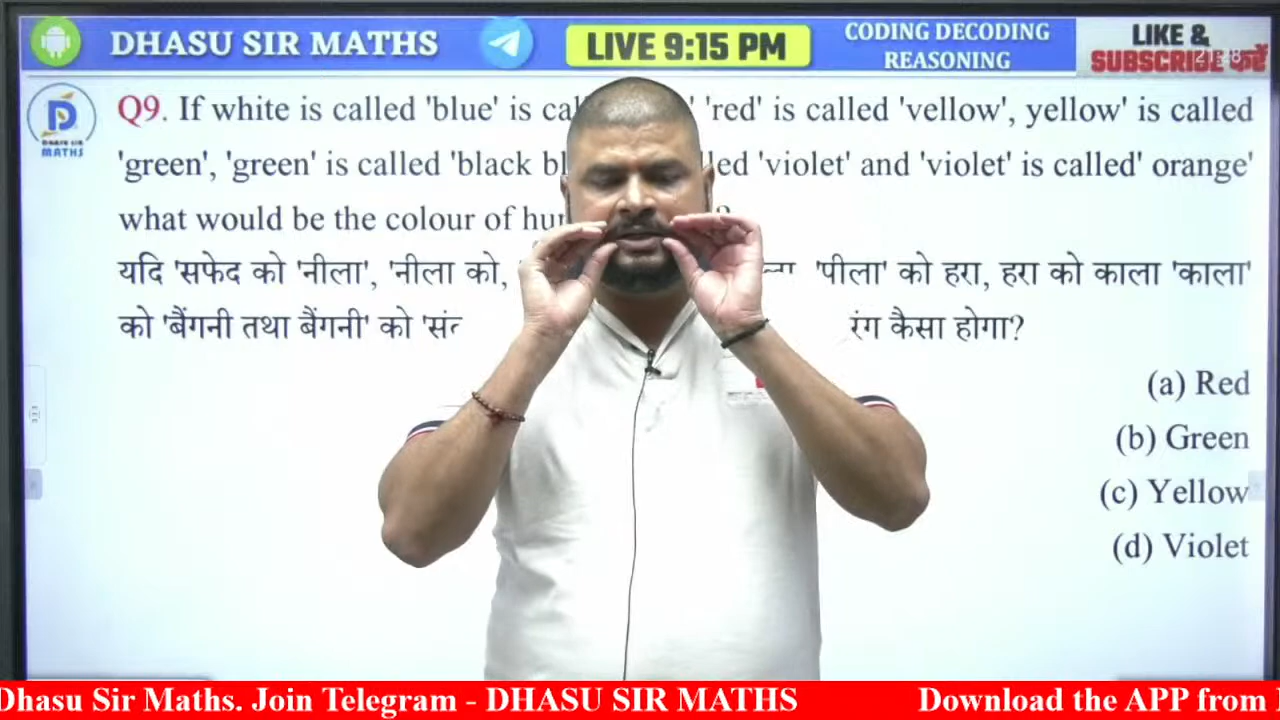 DHASU SIR MATHS
LIVE 9:15 PM
CODING DECODING
REASONING
LIKE &
SUBSCRIBE करें
DHASU SIR
MATHS
Q9. If white is called 'blue' is 'red' is called 'vellow', yellow' is called
'green', 'green' is called 'black 'violet' and 'violet' is called' orange'
what would be the colour of
यदि 'सफेद को 'नीला', 'नीला को, 'पीला' को हरा, हरा को काला 'काला'
को 'बैंगनी तथा बैंगनी' को रंग कैसा होगा?
(a) Red
(b) Green
(c) Yellow
(d) Violet
Dhasu Sir Maths. Join Telegram - DHASU SIR MATHS Download the APP from